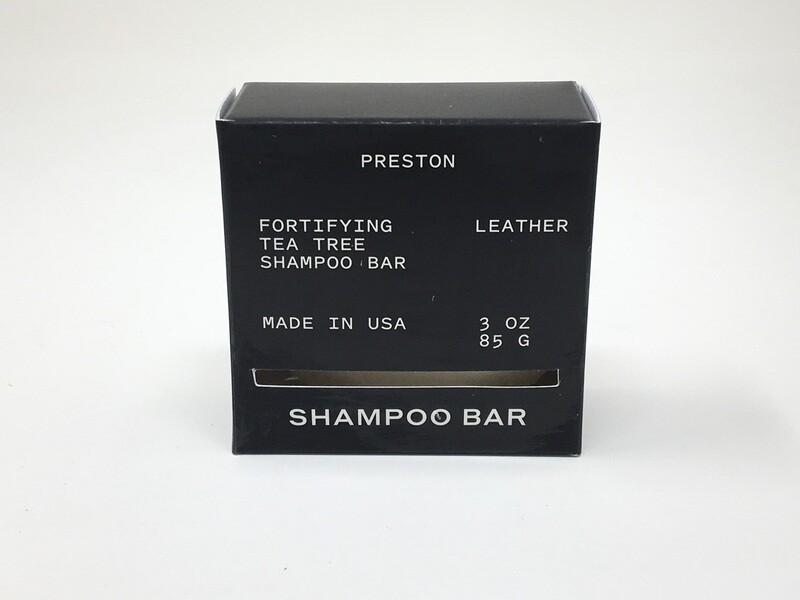 PRESTON
FORTIFYING
TEA TREE
SHAMPOO BAR
LEATHER
MADE IN USA
3 OZ
85 G
SHAMPOO BAR